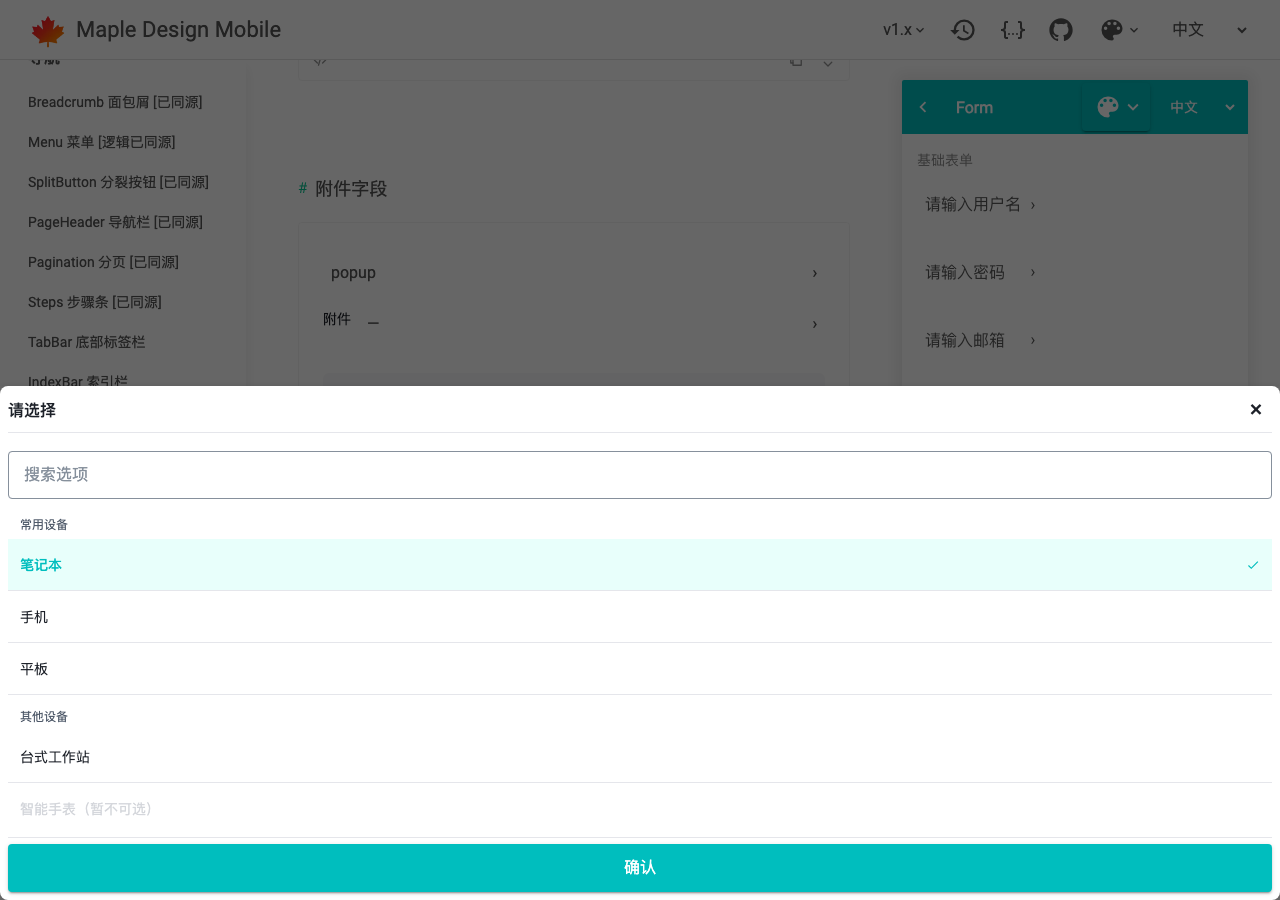 Maple Design Mobile
v1.x
中文
导航
Breadcrumb 面包屑 [已同源]
Menu 菜单 [逻辑已同源]
SplitButton 分裂按钮 [已同源]
PageHeader 导航栏 [已同源]
Pagination 分页 [已同源]
Steps 步骤条 [已同源]
TabBar 底部标签栏
IndexBar 索引栏
# 附件字段
popup
附件
Form
中文
基础表单
请输入用户名
请输入密码
请输入邮箱
请选择
搜索选项
常用设备
笔记本
手机
平板
其他设备
台式工作站
智能手表（暂不可选）
确认